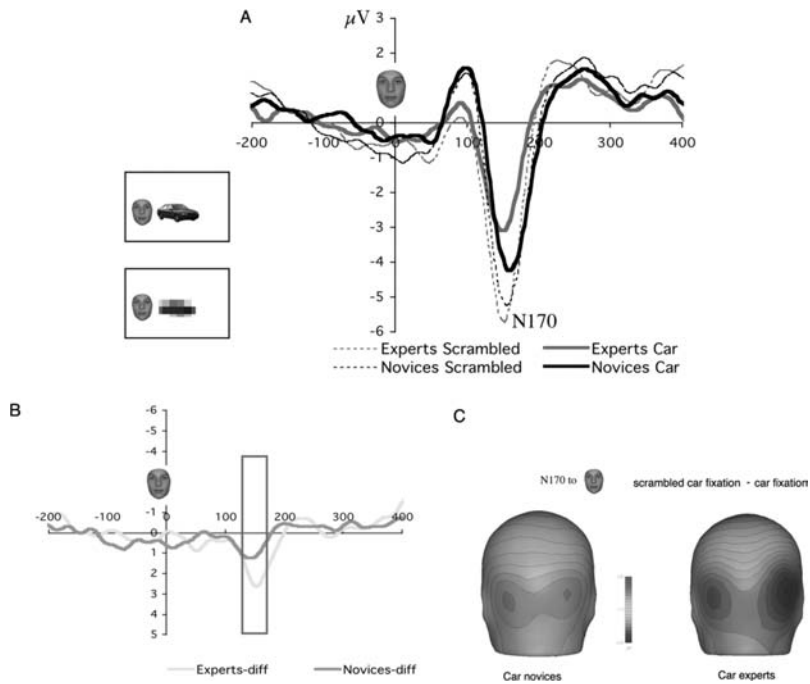 A
μV
3
2
1
0
-200
-100
0
100
200
300
400
-1
-2
-3
-4
-5
-6
N170
Experts Scrambled
Experts Car
Novices Scrambled
Novices Car
B
-6
-5
-4
-1
-200
-100
0
100
200
300
400
0
1
2
3
4
5
Experts-diff
Novices-diff
C
N170 to
scrambled car fixation - car fixation
Car novices
Car experts